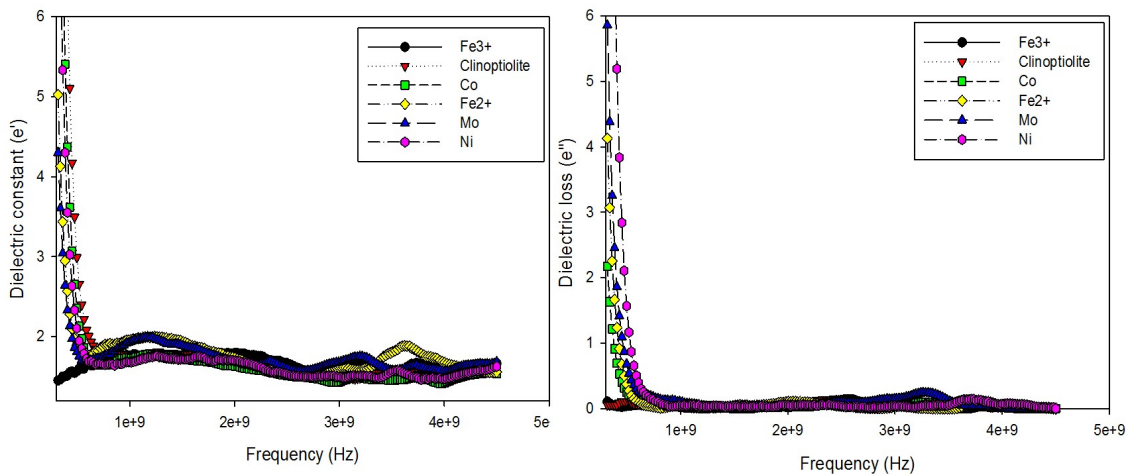 6
5
4
3
2
Dielectric constant (e')
Fe3+
Clinoptiolite
Co
Fe2+
Mo
Ni
1e+9 2e+9 3e+9 4e+9 5e+
Frequency (Hz)
6
5
4
3
2
1
0
Dielectric loss (e'')
Fe3+
Clinoptiolite
Co
Fe2+
Mo
Ni
1e+9 2e+9 3e+9 4e+9 5e+9
Frequency (Hz)